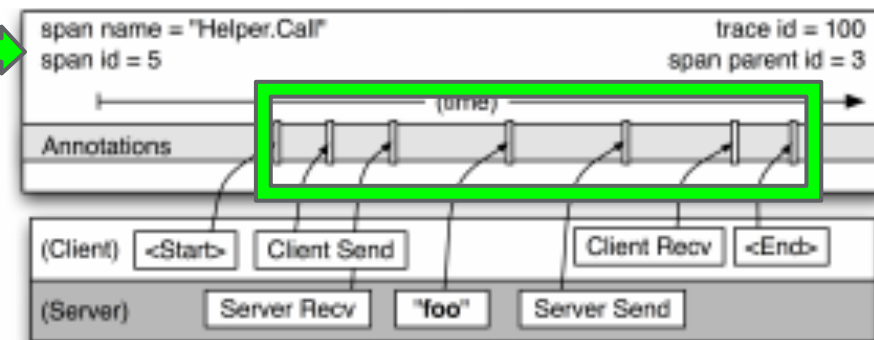 span name = "Helper.Call" trace id = 100
span id = 5 span parent id = 3
(time)
Annotations
(Client) <Start> Client Send Client Recv <End>
(Server) Server Recv "foo" Server Send